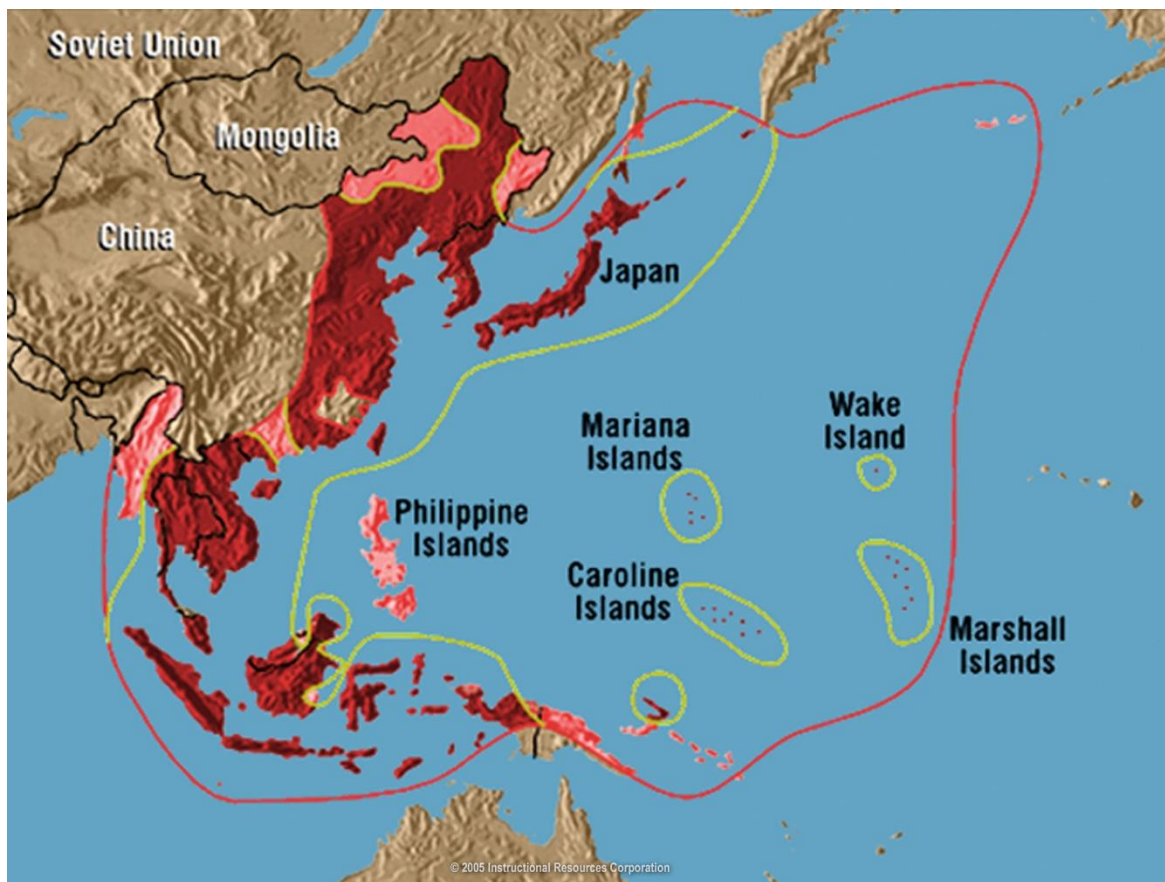 Soviet Union
Mongolia
China
Japan
Wake
Island
Mariana
Islands
Philippine
Islands
Caroline
Islands
Marshall
Islands
© 2005 Instructional Resources Corporation